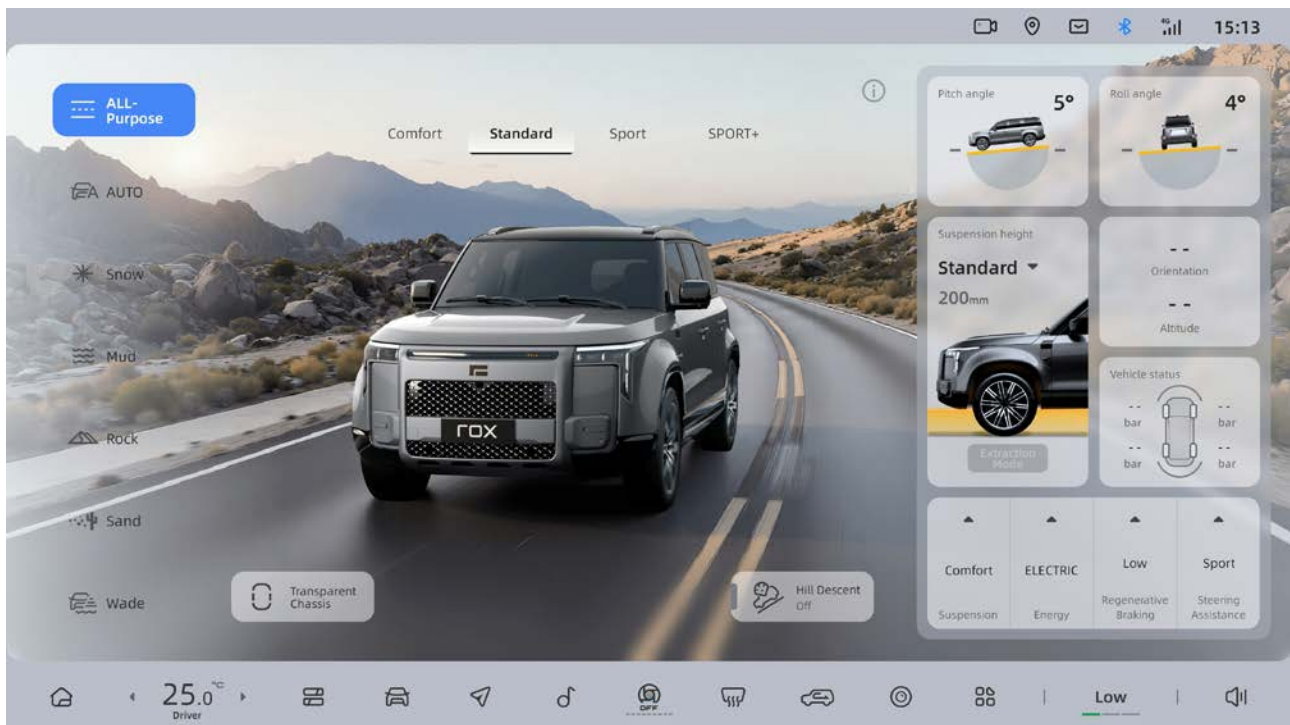 4G
15:13
ALL-
Purpose
Comfort
Standard
Sport
SPORT+
AUTO
Snow
Mud
Rock
Sand
Wade
rox
Transparent
Chassis
Hill Descent
Off
Pitch angle
5°
Roll angle
4°
Suspension height
Standard
200mm
Extraction
Mode
--
Orientation
--
Altitude
Vehicle status
-- --
bar bar
-- --
bar bar
Comfort
Suspension
ELECTRIC
Energy
Low
Regenerative
Braking
Sport
Steering
Assistance
25.0°C
Driver
OFF
Low